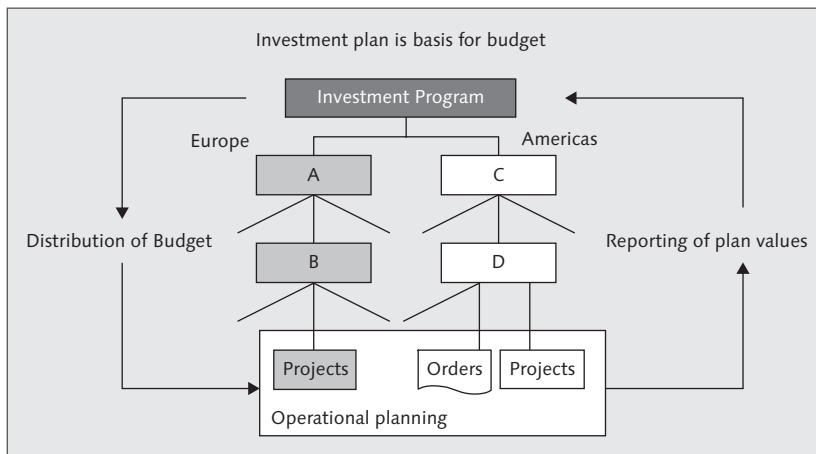 Investment plan is basis for budget
Investment Program
Europe
Americas
A
C
Distribution of Budget
Reporting of plan values
B
D
Projects
Orders
Projects
Operational planning